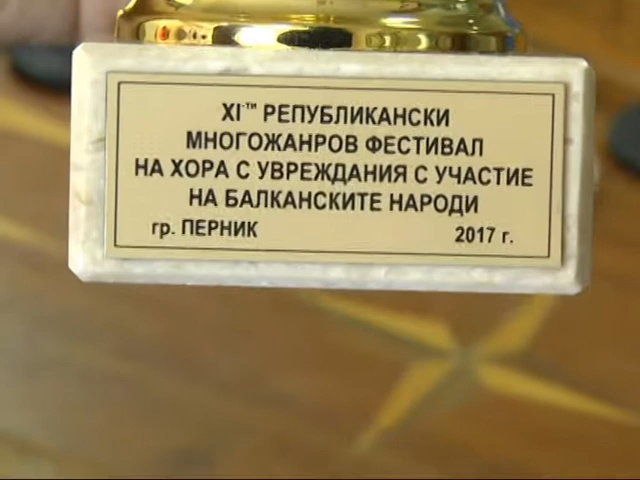 XI-ти РЕПУБЛИКАНСКИ
МНОГОЖАНРОВ ФЕСТИВАЛ
НА ХОРА С УВРЕЖДАНИЯ С УЧАСТИЕ
НА БАЛКАНСКИТЕ НАРОДИ
гр. ПЕРНИК 2017 г.